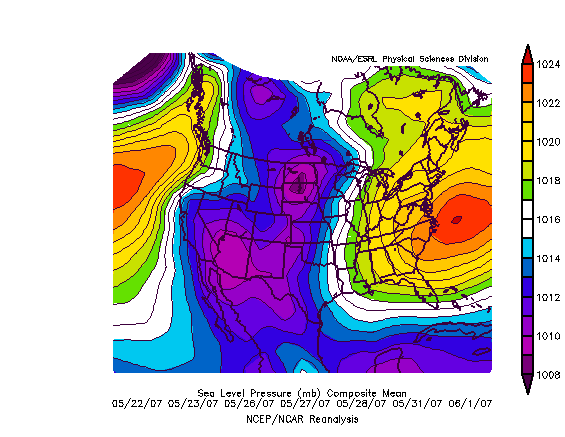 NOAA/ESRL Physical Sciences Division
1024
1022
1020
1018
1016
1014
1012
1010
1008
Sea Level Pressure (mb) Composite Mean
05/22/07 05/23/07 05/26/07 05/27/07 05/28/07 05/31/07 06/1/07
NCEP/NCAR Reanalysis